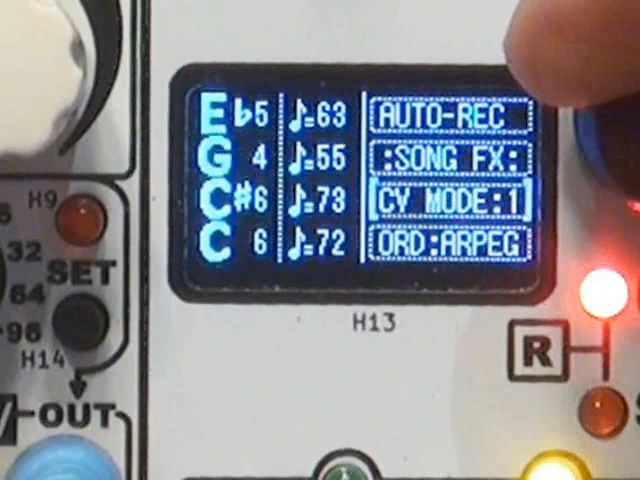 E♭5 ♪=63 AUTO-REC
G 4 ♪=55 :SONG FX:
C#6 ♪=73 [CV MODE:1]
C 6 ♪=72 ORD:ARPEG
H9
32
SET
64
96
H14
H13
R
OUT